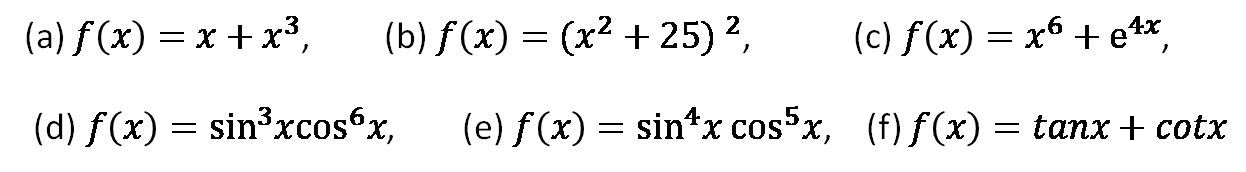 (a) f(x) = x + x³, (b) f(x) = (x² + 25) ², (c) f(x) = x⁶ + e⁴ˣ,
(d) f(x) = sin³xcos⁶x, (e) f(x) = sin⁴x cos⁵x, (f) f(x) = tanx + cotx